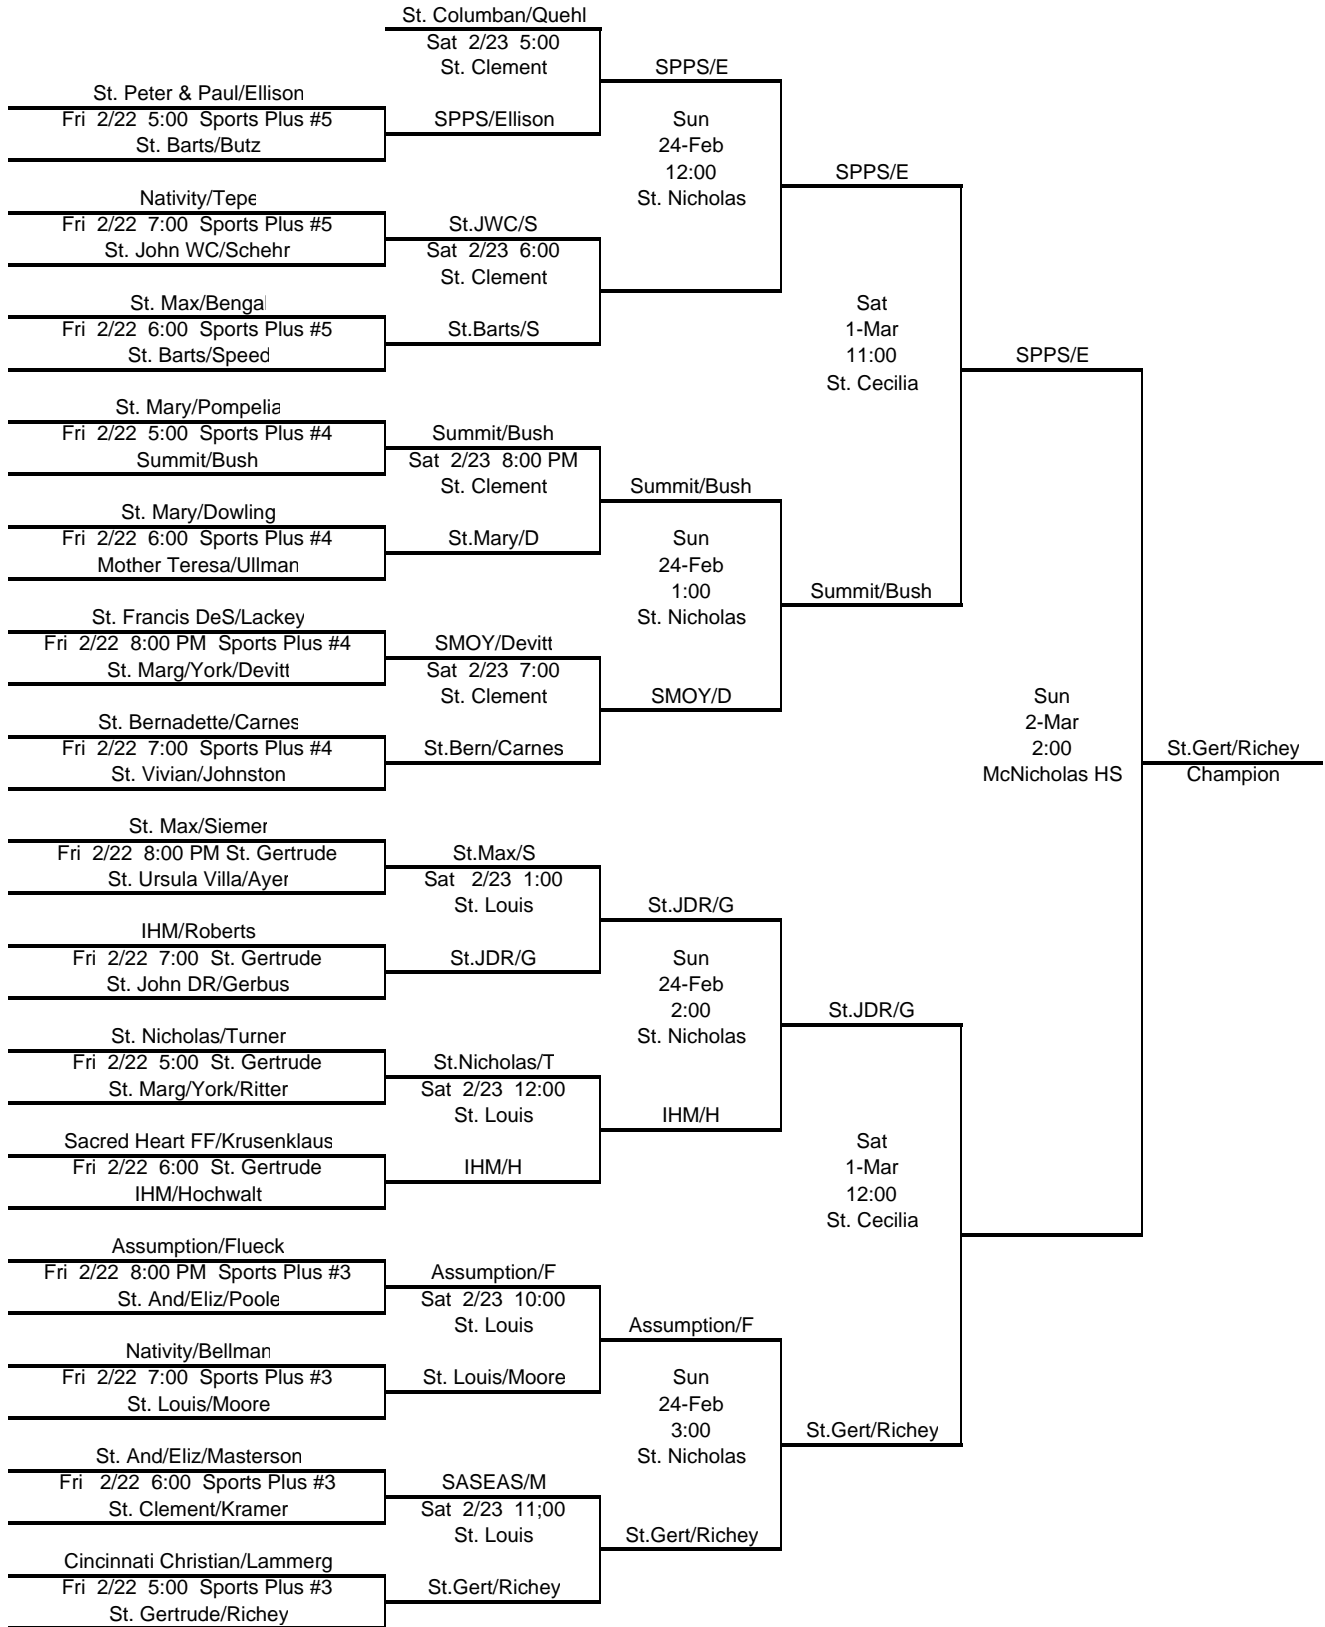 St. Columban/Quehl
Sat 2/23 5:00
St. Clement
SPPS/E
St. Peter & Paul/Ellison
Fri 2/22 5:00 Sports Plus #5
SPPS/Ellison
Sun
St. Barts/Butz
24-Feb
12:00
SPPS/E
Nativity/Tepe
St. Nicholas
Fri 2/22 7:00 Sports Plus #5
St.JWC/S
St. John WC/Schehr
Sat 2/23 6:00
St. Clement
St. Max/Bengal
Sat
Fri 2/22 6:00 Sports Plus #5
St.Barts/S
1-Mar
St. Barts/Speed
11:00
SPPS/E
St. Cecilia
St. Mary/Pompelia
Fri 2/22 5:00 Sports Plus #4
Summit/Bush
Summit/Bush
Sat 2/23 8:00 PM
St. Clement
Summit/Bush
St. Mary/Dowling
Fri 2/22 6:00 Sports Plus #4
St.Mary/D
Sun
Mother Teresa/Ullman
24-Feb
1:00
Summit/Bush
St. Francis DeS/Lackey
St. Nicholas
Fri 2/22 8:00 PM Sports Plus #4
SMOY/Devitt
St. Marg/York/Devitt
Sat 2/23 7:00
St. Clement
SMOY/D
Sun
St. Bernadette/Carnes
2-Mar
Fri 2/22 7:00 Sports Plus #4
St.Bern/Carnes
2:00
St.Gert/Richey
St. Vivian/Johnston
McNicholas HS
Champion
St. Max/Siemer
Fri 2/22 8:00 PM St. Gertrude
St.Max/S
St. Ursula Villa/Ayer
Sat 2/23 1:00
St. Louis
St.JDR/G
IHM/Roberts
Fri 2/22 7:00 St. Gertrude
St.JDR/G
Sun
St. John DR/Gerbus
24-Feb
2:00
St.JDR/G
St. Nicholas/Turner
St. Nicholas
Fri 2/22 5:00 St. Gertrude
St.Nicholas/T
St. Marg/York/Ritter
Sat 2/23 12:00
St. Louis
IHM/H
Sacred Heart FF/Krusenklaus
Sat
Fri 2/22 6:00 St. Gertrude
IHM/H
1-Mar
IHM/Hochwalt
12:00
St. Cecilia
Assumption/Flueck
Fri 2/22 8:00 PM Sports Plus #3
Assumption/F
St. And/Eliz/Poole
Sat 2/23 10:00
St. Louis
Assumption/F
Nativity/Bellman
Fri 2/22 7:00 Sports Plus #3
St. Louis/Moore
Sun
St. Louis/Moore
24-Feb
3:00
St.Gert/Richey
St. And/Eliz/Masterson
St. Nicholas
Fri 2/22 6:00 Sports Plus #3
SASEAS/M
St. Clement/Kramer
Sat 2/23 11;00
St. Louis
St.Gert/Richey
Cincinnati Christian/Lammerg
Fri 2/22 5:00 Sports Plus #3
St.Gert/Richey
St. Gertrude/Richey